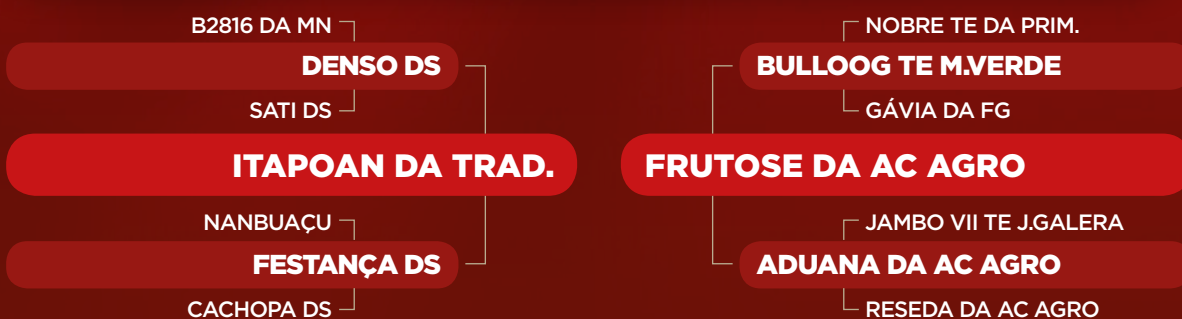 B2816 DA MN
DENSO DS
SATI DS
ITAPOAN DA TRAD.
NANBUAÇU
FESTANÇA DS
CACHOPA DS
NOBRE TE DA PRIM.
BULLOOG TE M.VERDE
GÁVIA DA FG
FRUTOSE DA AC AGRO
JAMBO VII TE J.GALERA
ADUANA DA AC AGRO
RESEDA DA AC AGRO